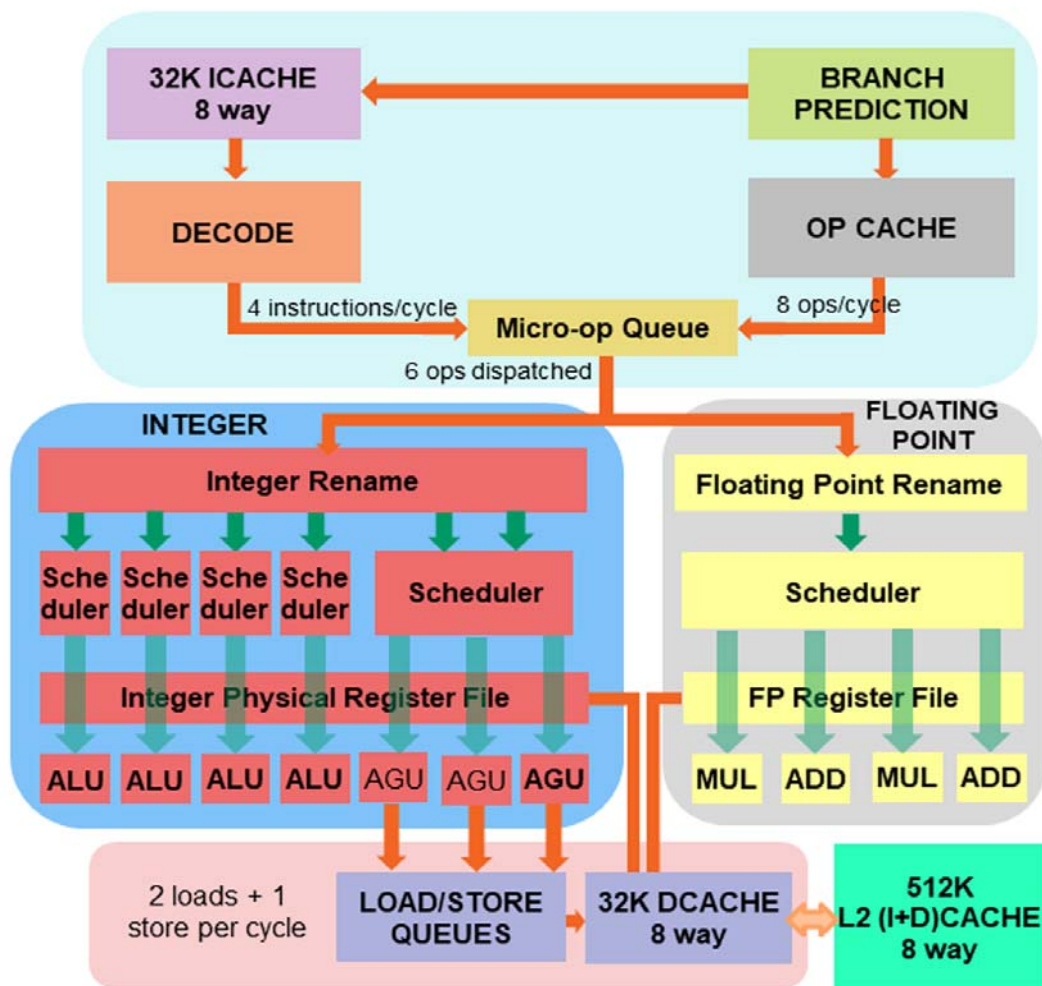 32K ICACHE
8 way
BRANCH
PREDICTION
DECODE
OP CACHE
4 instructions/cycle
8 ops/cycle
Micro-op Queue
6 ops dispatched
INTEGER
FLOATING
POINT
Integer Rename
Floating Point Rename
Sche
duler
Sche
duler
Sche
duler
Sche
duler
Scheduler
Scheduler
Integer Physical Register File
FP Register File
ALU
ALU
ALU
ALU
AGU
AGU
AGU
MUL
ADD
MUL
ADD
2 loads + 1
store per cycle
LOAD/STORE
QUEUES
32K DCACHE
8 way
512K
L2 (I+D)CACHE
8 way